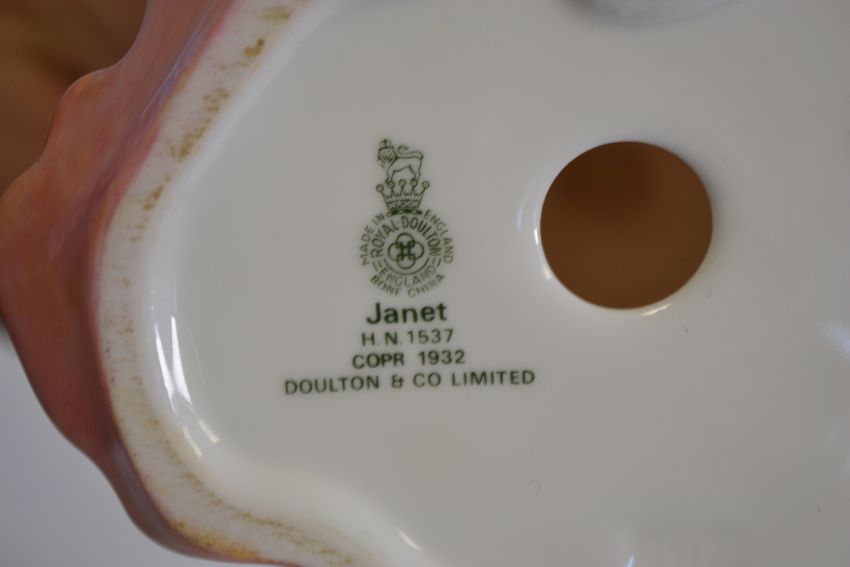 MADE IN ENGLAND
ROYAL DOULTON
ENGLAND
BONE CHINA
Janet
H.N.1537
COPR 1932
DOULTON & CO LIMITED